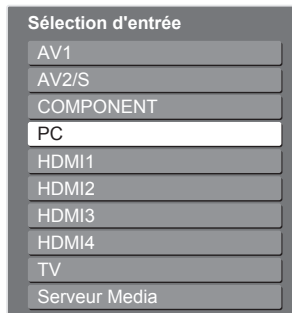 Sélection d'entrée
AV1
AV2/S
COMPONENT
PC
HDMI1
HDMI2
HDMI3
HDMI4
TV
Serveur Media